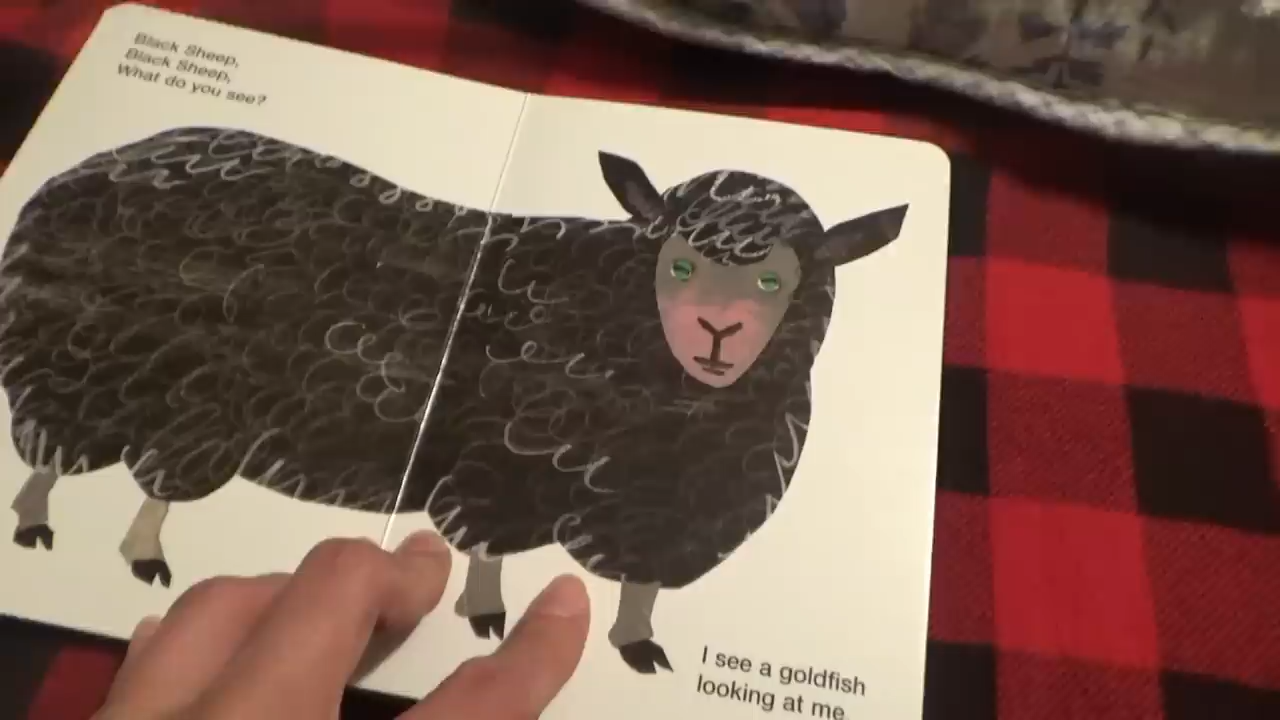 Black Sheep,
Black Sheep,
What do you see?
I see a goldfish
looking at me.